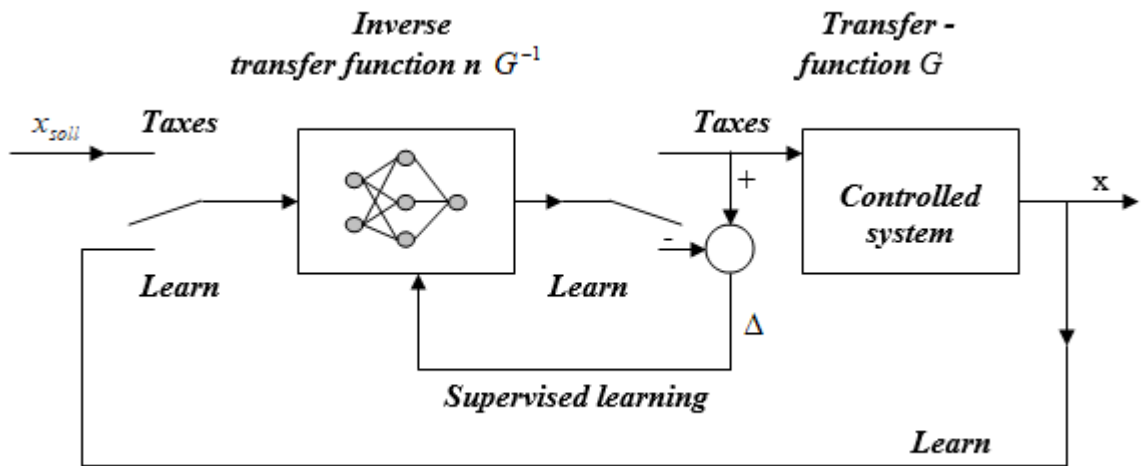 Inverse
transfer function n G⁻¹
Transfer -
function G
x_soll
Taxes
Taxes
+
-
Controlled
system
x
Learn
Learn
Δ
Supervised learning
Learn